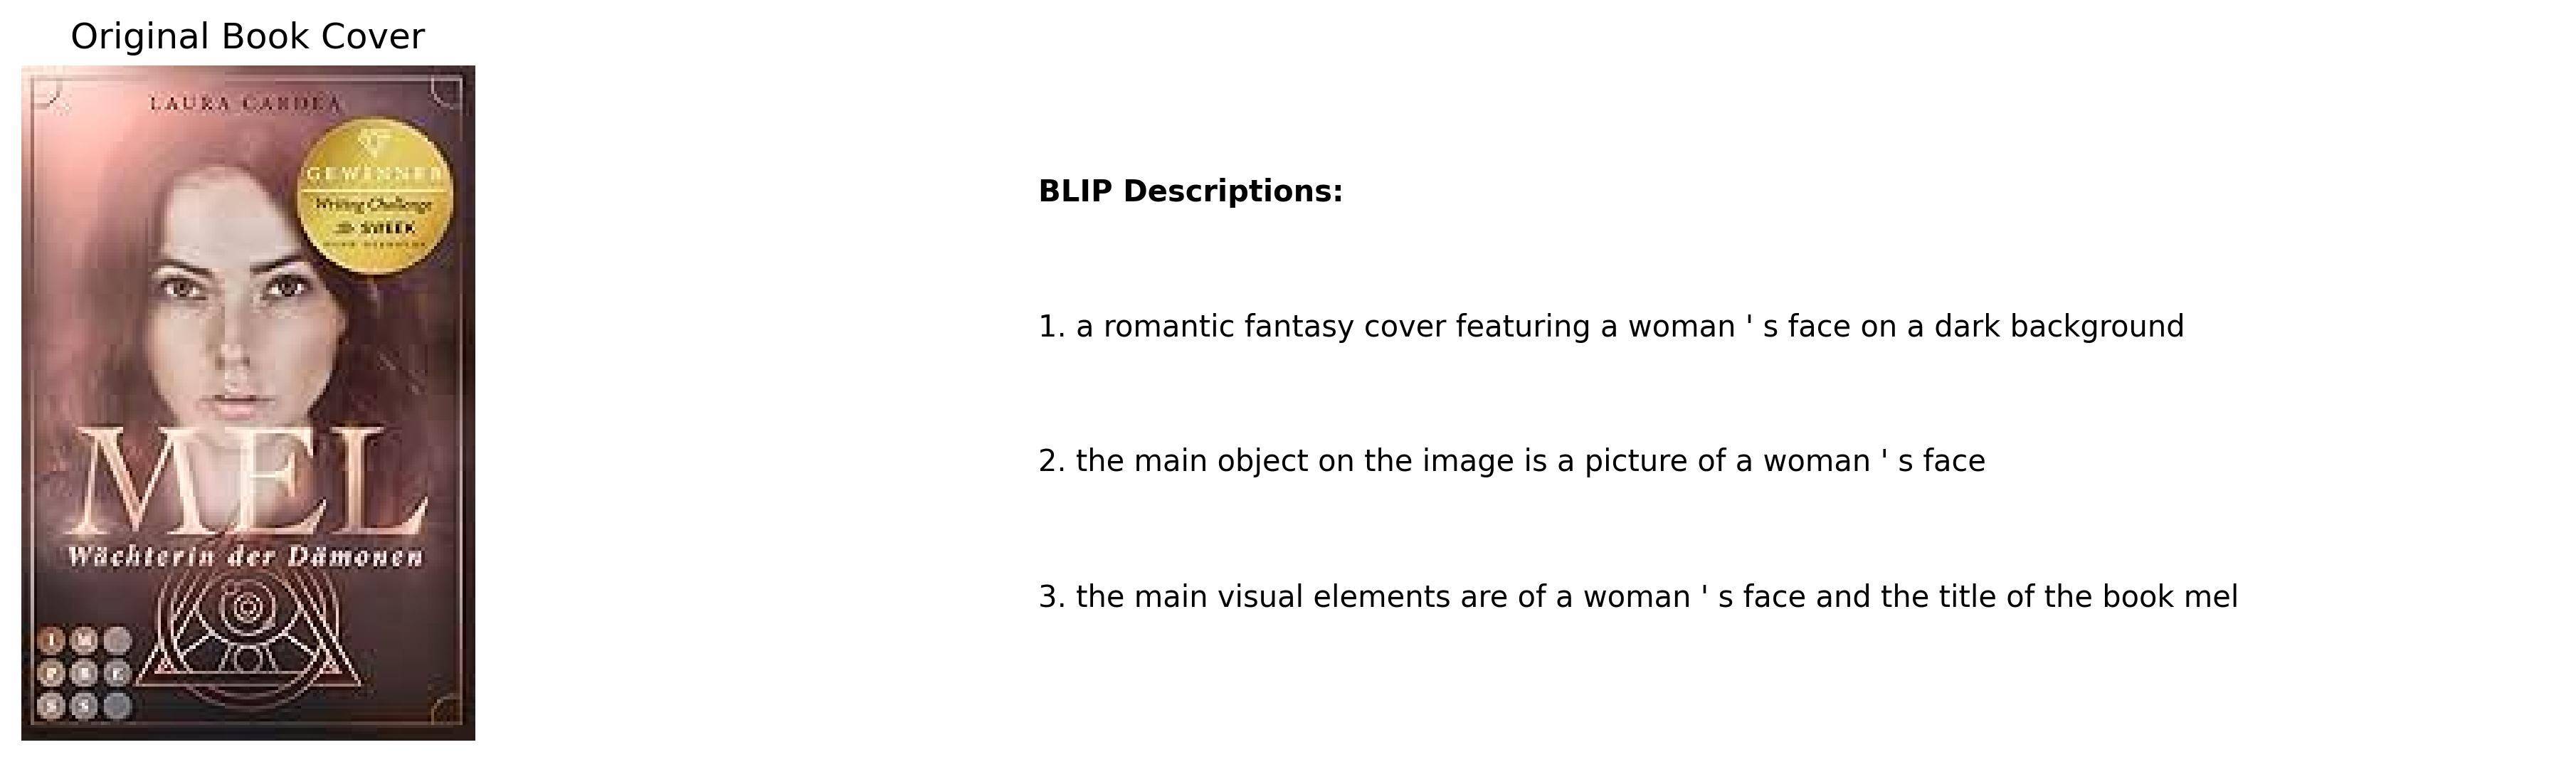 Original Book Cover
LAURA CARDEA
GEWINNER
Writing Challenge
SWEEK
MEL
Wächterin der Dämonen
I M
P R E
S S
BLIP Descriptions:
1. a romantic fantasy cover featuring a woman ' s face on a dark background
2. the main object on the image is a picture of a woman ' s face
3. the main visual elements are of a woman ' s face and the title of the book mel